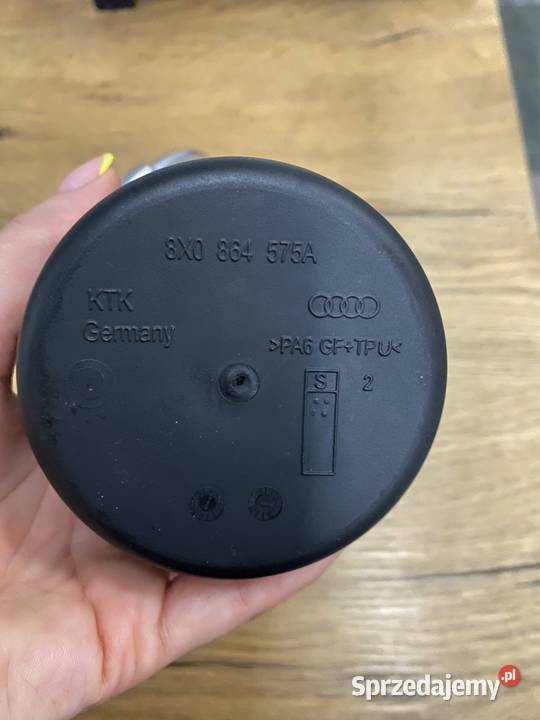 8X0 864 575A
KTK
Germany
>PA6 GF+TPU<
S 2
Sprzedajemy.pl